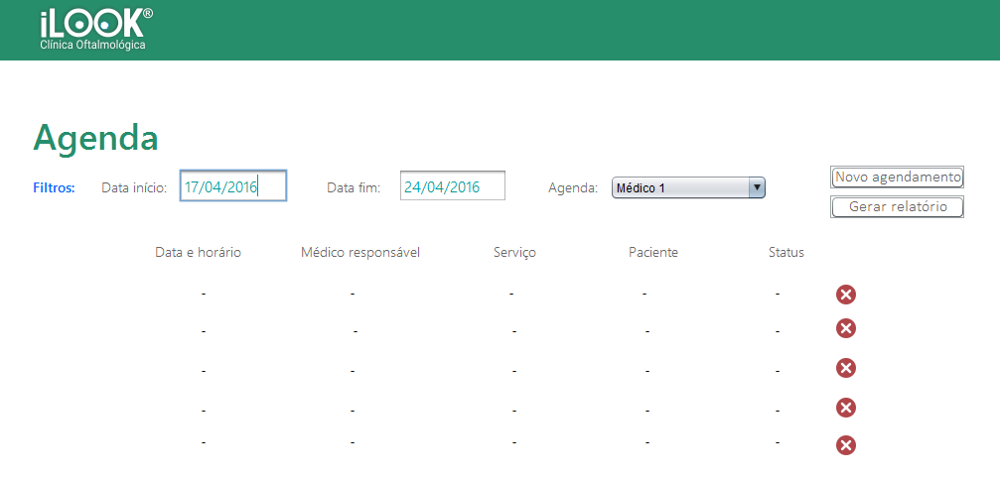 iLOOK®
Clínica Oftalmológica
Agenda
Filtros: Data início: 17/04/2016 Data fim: 24/04/2016 Agenda: Médico 1
Novo agendamento
Gerar relatório
Data e horário Médico responsável Serviço Paciente Status
- - - - -
- - - - -
- - - - -
- - - - -
- - - - -